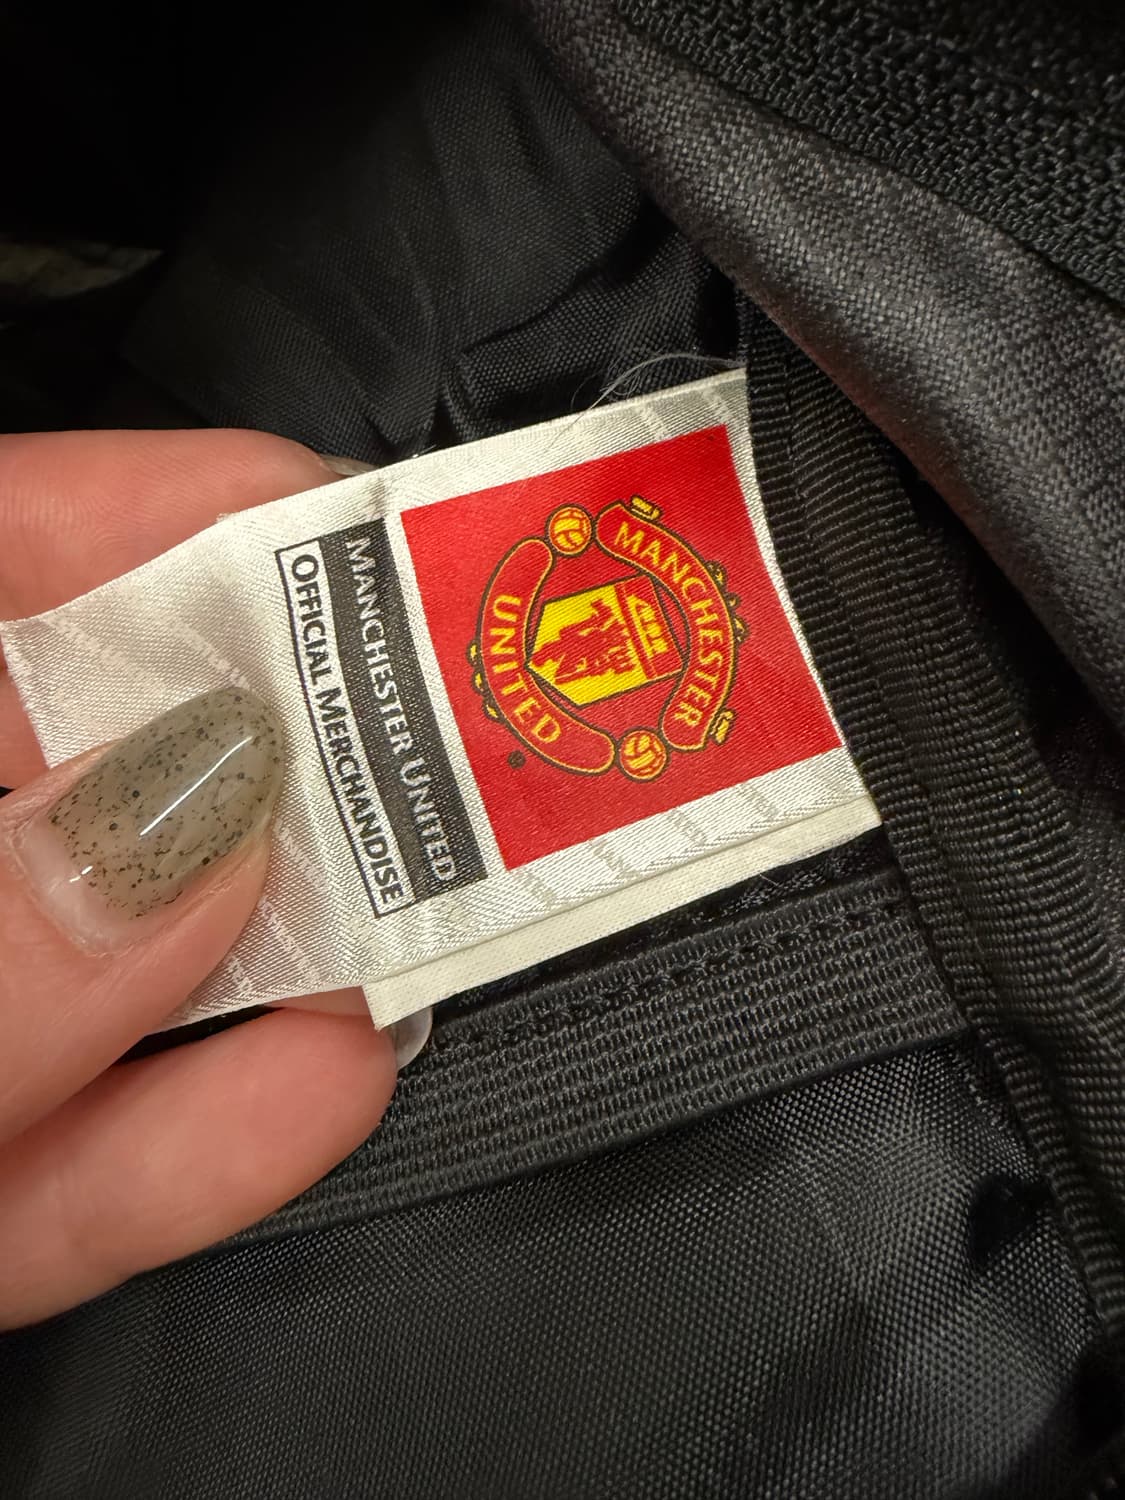 MANCHESTER
UNITED
®
MANCHESTER UNITED
OFFICIAL MERCHANDISE